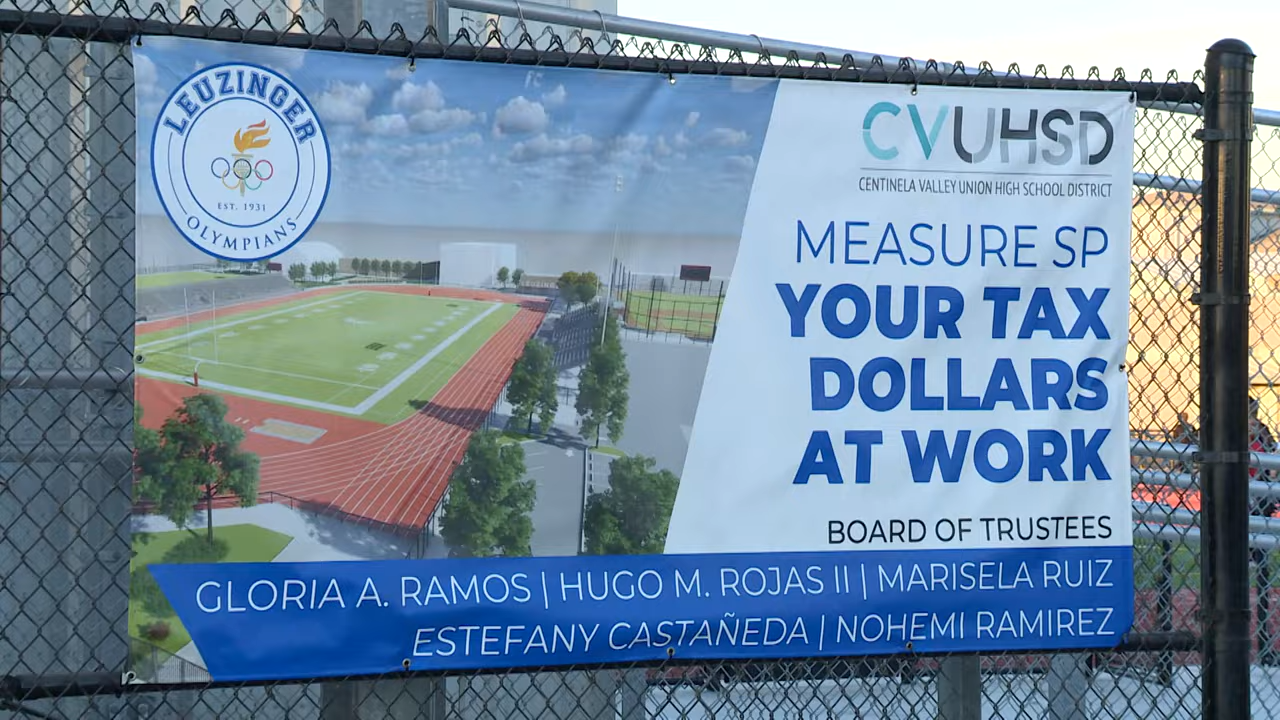 LEUZINGER
EST. 1931
OLYMPIANS
CVUHSD
CENTINELA VALLEY UNION HIGH SCHOOL DISTRICT
MEASURE SP
YOUR TAX
DOLLARS
AT WORK
BOARD OF TRUSTEES
GLORIA A. RAMOS | HUGO M. ROJAS II | MARISELA RUIZ
ESTEFANY CASTAÑEDA | NOHEMI RAMIREZ